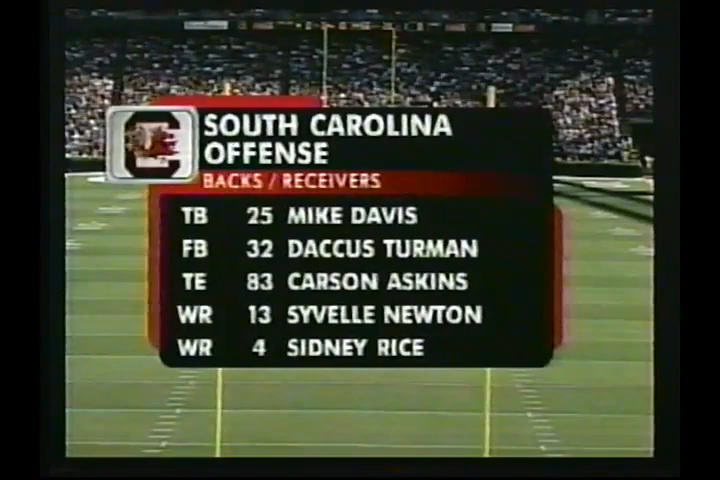 SOUTH CAROLINA
OFFENSE
BACKS / RECEIVERS
TB 25 MIKE DAVIS
FB 32 DACCUS TURMAN
TE 83 CARSON ASKINS
WR 13 SYVELLE NEWTON
WR 4 SIDNEY RICE